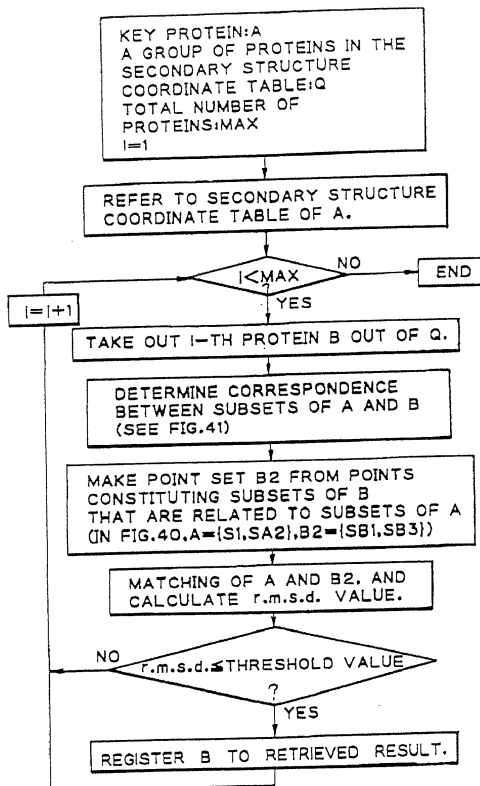 KEY PROTEIN:A
A GROUP OF PROTEINS IN THE
SECONDARY STRUCTURE
COORDINATE TABLE:Q
TOTAL NUMBER OF
PROTEINS:MAX
I=1
REFER TO SECONDARY STRUCTURE
COORDINATE TABLE OF A.
I<MAX
?
NO
END
YES
I=I+1
TAKE OUT I-TH PROTEIN B OUT OF Q.
DETERMINE CORRESPONDENCE
BETWEEN SUBSETS OF A AND B
(SEE FIG.41)
MAKE POINT SET B2 FROM POINTS
CONSTITUTING SUBSETS OF B
THAT ARE RELATED TO SUBSETS OF A
(IN FIG.40,A={S1,SA2},B2={SB1,SB3})
MATCHING OF A AND B2, AND
CALCULATE r.m.s.d. VALUE.
NO
r.m.s.d.≦THRESHOLD VALUE
?
YES
REGISTER B TO RETRIEVED RESULT.